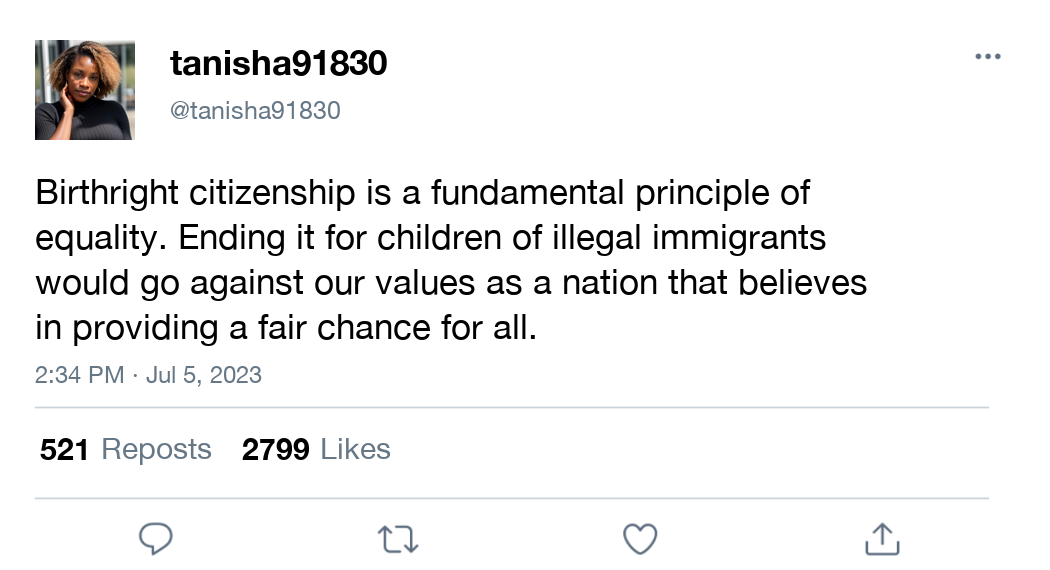 tanisha91830
@tanisha91830
Birthright citizenship is a fundamental principle of
equality. Ending it for children of illegal immigrants
would go against our values as a nation that believes
in providing a fair chance for all.
2:34 PM · Jul 5, 2023
521 Reposts 2799 Likes